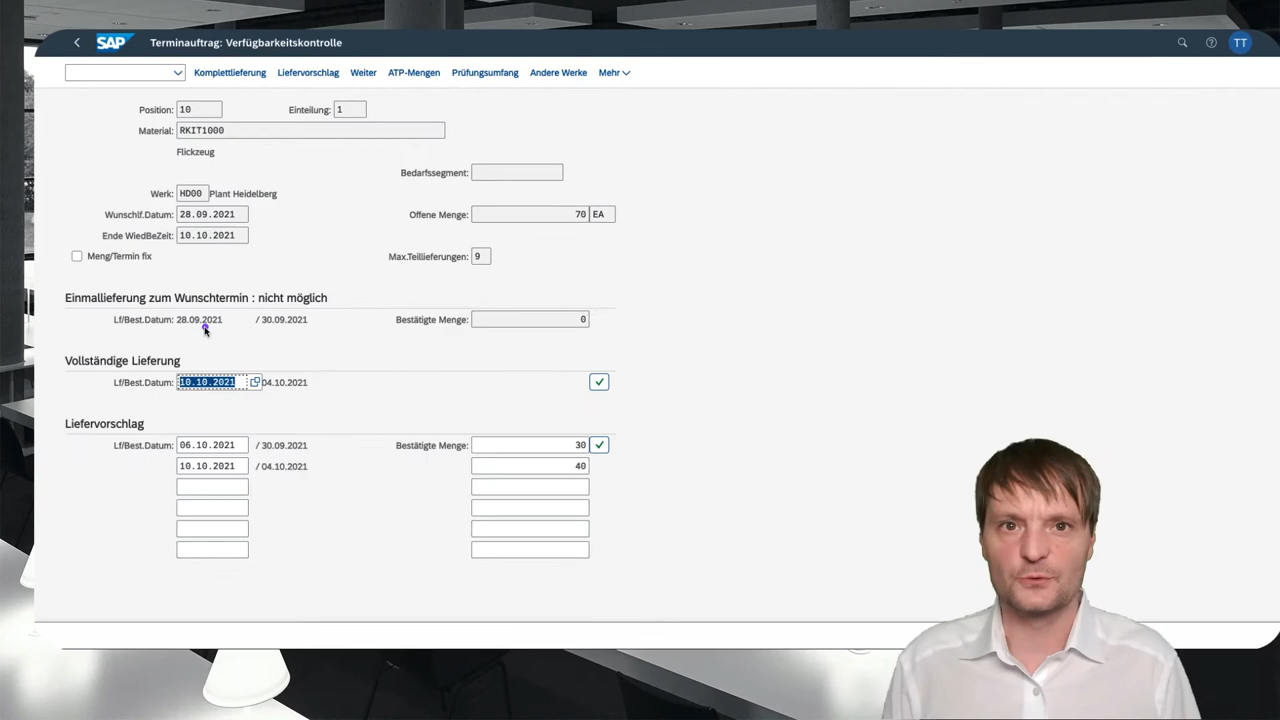 SAP Terminauftrag: Verfügbarkeitskontrolle TT
Komplettlieferung Liefervorschlag Weiter ATP-Mengen Prüfungsumfang Andere Werke Mehr
Position: 10 Einteilung: 1
Material: RKIT1000
Flickzeug
Bedarfssegment:
Werk: HD00 Plant Heidelberg
Wunschlf.Datum: 28.09.2021 Offene Menge: 70 EA
Ende WiedBeZeit: 10.10.2021
Meng/Termin fix Max.Teillieferungen: 9
Einmallieferung zum Wunschtermin : nicht möglich
Lf/Best.Datum: 28.09.2021 / 30.09.2021 Bestätigte Menge: 0
Vollständige Lieferung
Lf/Best.Datum: 10.10.2021 04.10.2021
Liefervorschlag
Lf/Best.Datum: 06.10.2021 / 30.09.2021 Bestätigte Menge: 30
10.10.2021 / 04.10.2021 40